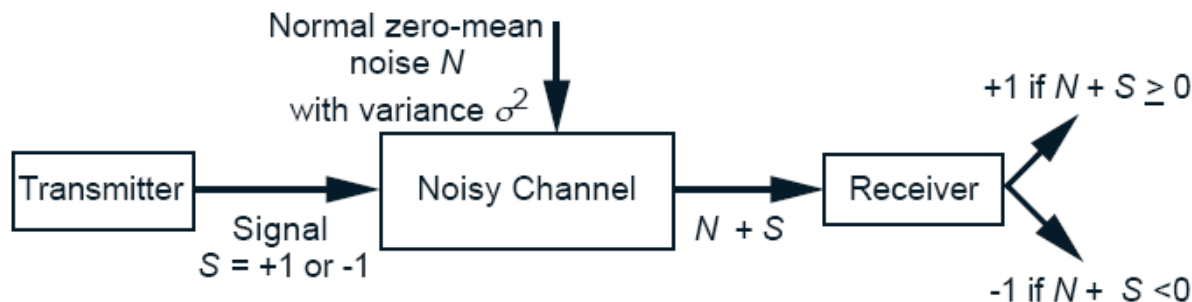 Normal zero-mean
noise N
with variance σ²
+1 if N + S ≥ 0
Transmitter
Noisy Channel
Receiver
Signal
S = +1 or -1
N + S
-1 if N + S <0